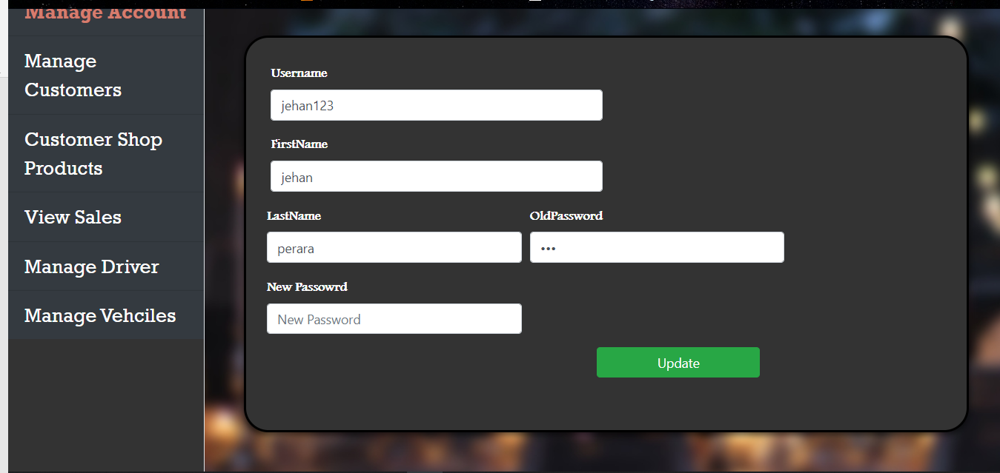 Manage Account
Manage
Customers
Customer Shop
Products
View Sales
Manage Driver
Manage Vehciles
Username
jehan123
FirstName
jehan
LastName
OldPassword
perara
•••
New Passowrd
New Password
Update